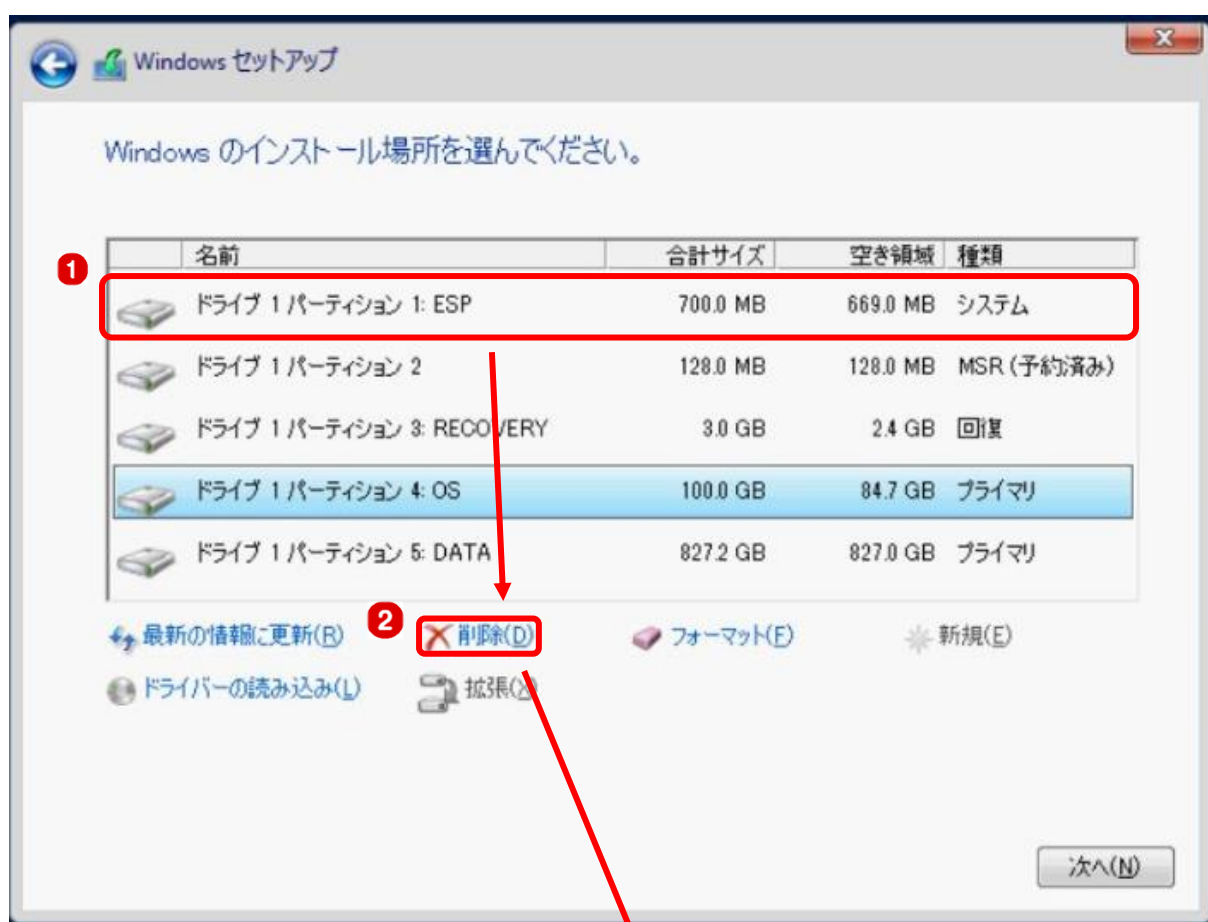 Windows セットアップ
Windows のインストール場所を選んでください。
名前 合計サイズ 空き領域 種類
1
ドライブ 1 パーティション 1: ESP 700.0 MB 669.0 MB システム
ドライブ 1 パーティション 2 128.0 MB 128.0 MB MSR (予約済み)
ドライブ 1 パーティション 3: RECOVERY 3.0 GB 2.4 GB 回復
ドライブ 1 パーティション 4: OS 100.0 GB 84.7 GB プライマリ
ドライブ 1 パーティション 5: DATA 827.2 GB 827.0 GB プライマリ
最新の情報に更新(R) 2 削除(D) フォーマット(F) 新規(E)
ドライバーの読み込み(L) 拡張(X)
次へ(N)